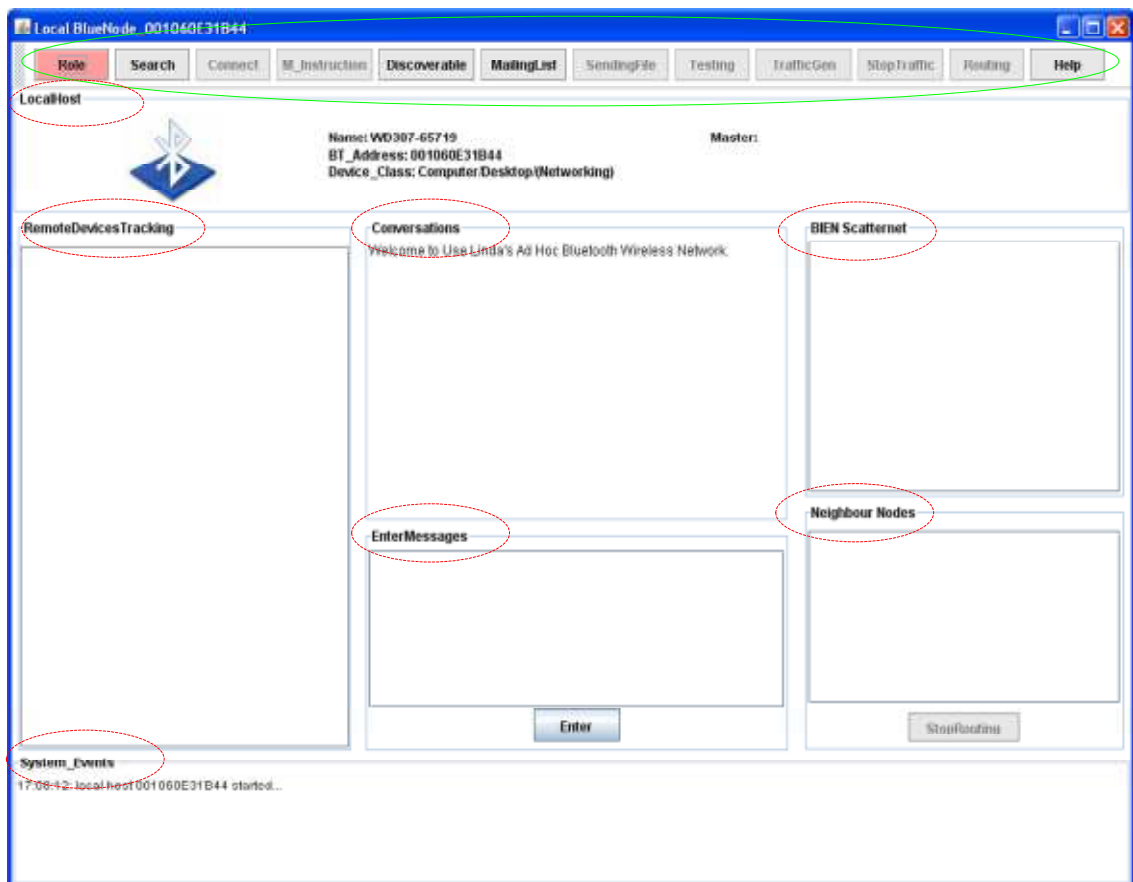 Local BlueNode_001060E31B44
Role Search Connect M_Instruction Discoverable MailingList SendingFile Testing TrafficGen StopTraffic Routing Help
LocalHost
Name: WD307-65719
BT_Address: 001060E31B44
Device_Class: Computer/Desktop/(Networking)
Master:
RemoteDevicesTracking
Conversations
Welcome to Use Linda's Ad Hoc Bluetooth Wireless Network.
BIEN Scatternet
Neighbour Nodes
EnterMessages
Enter
StopRouting
System_Events
17:08:12: local host 001060E31B44 started...